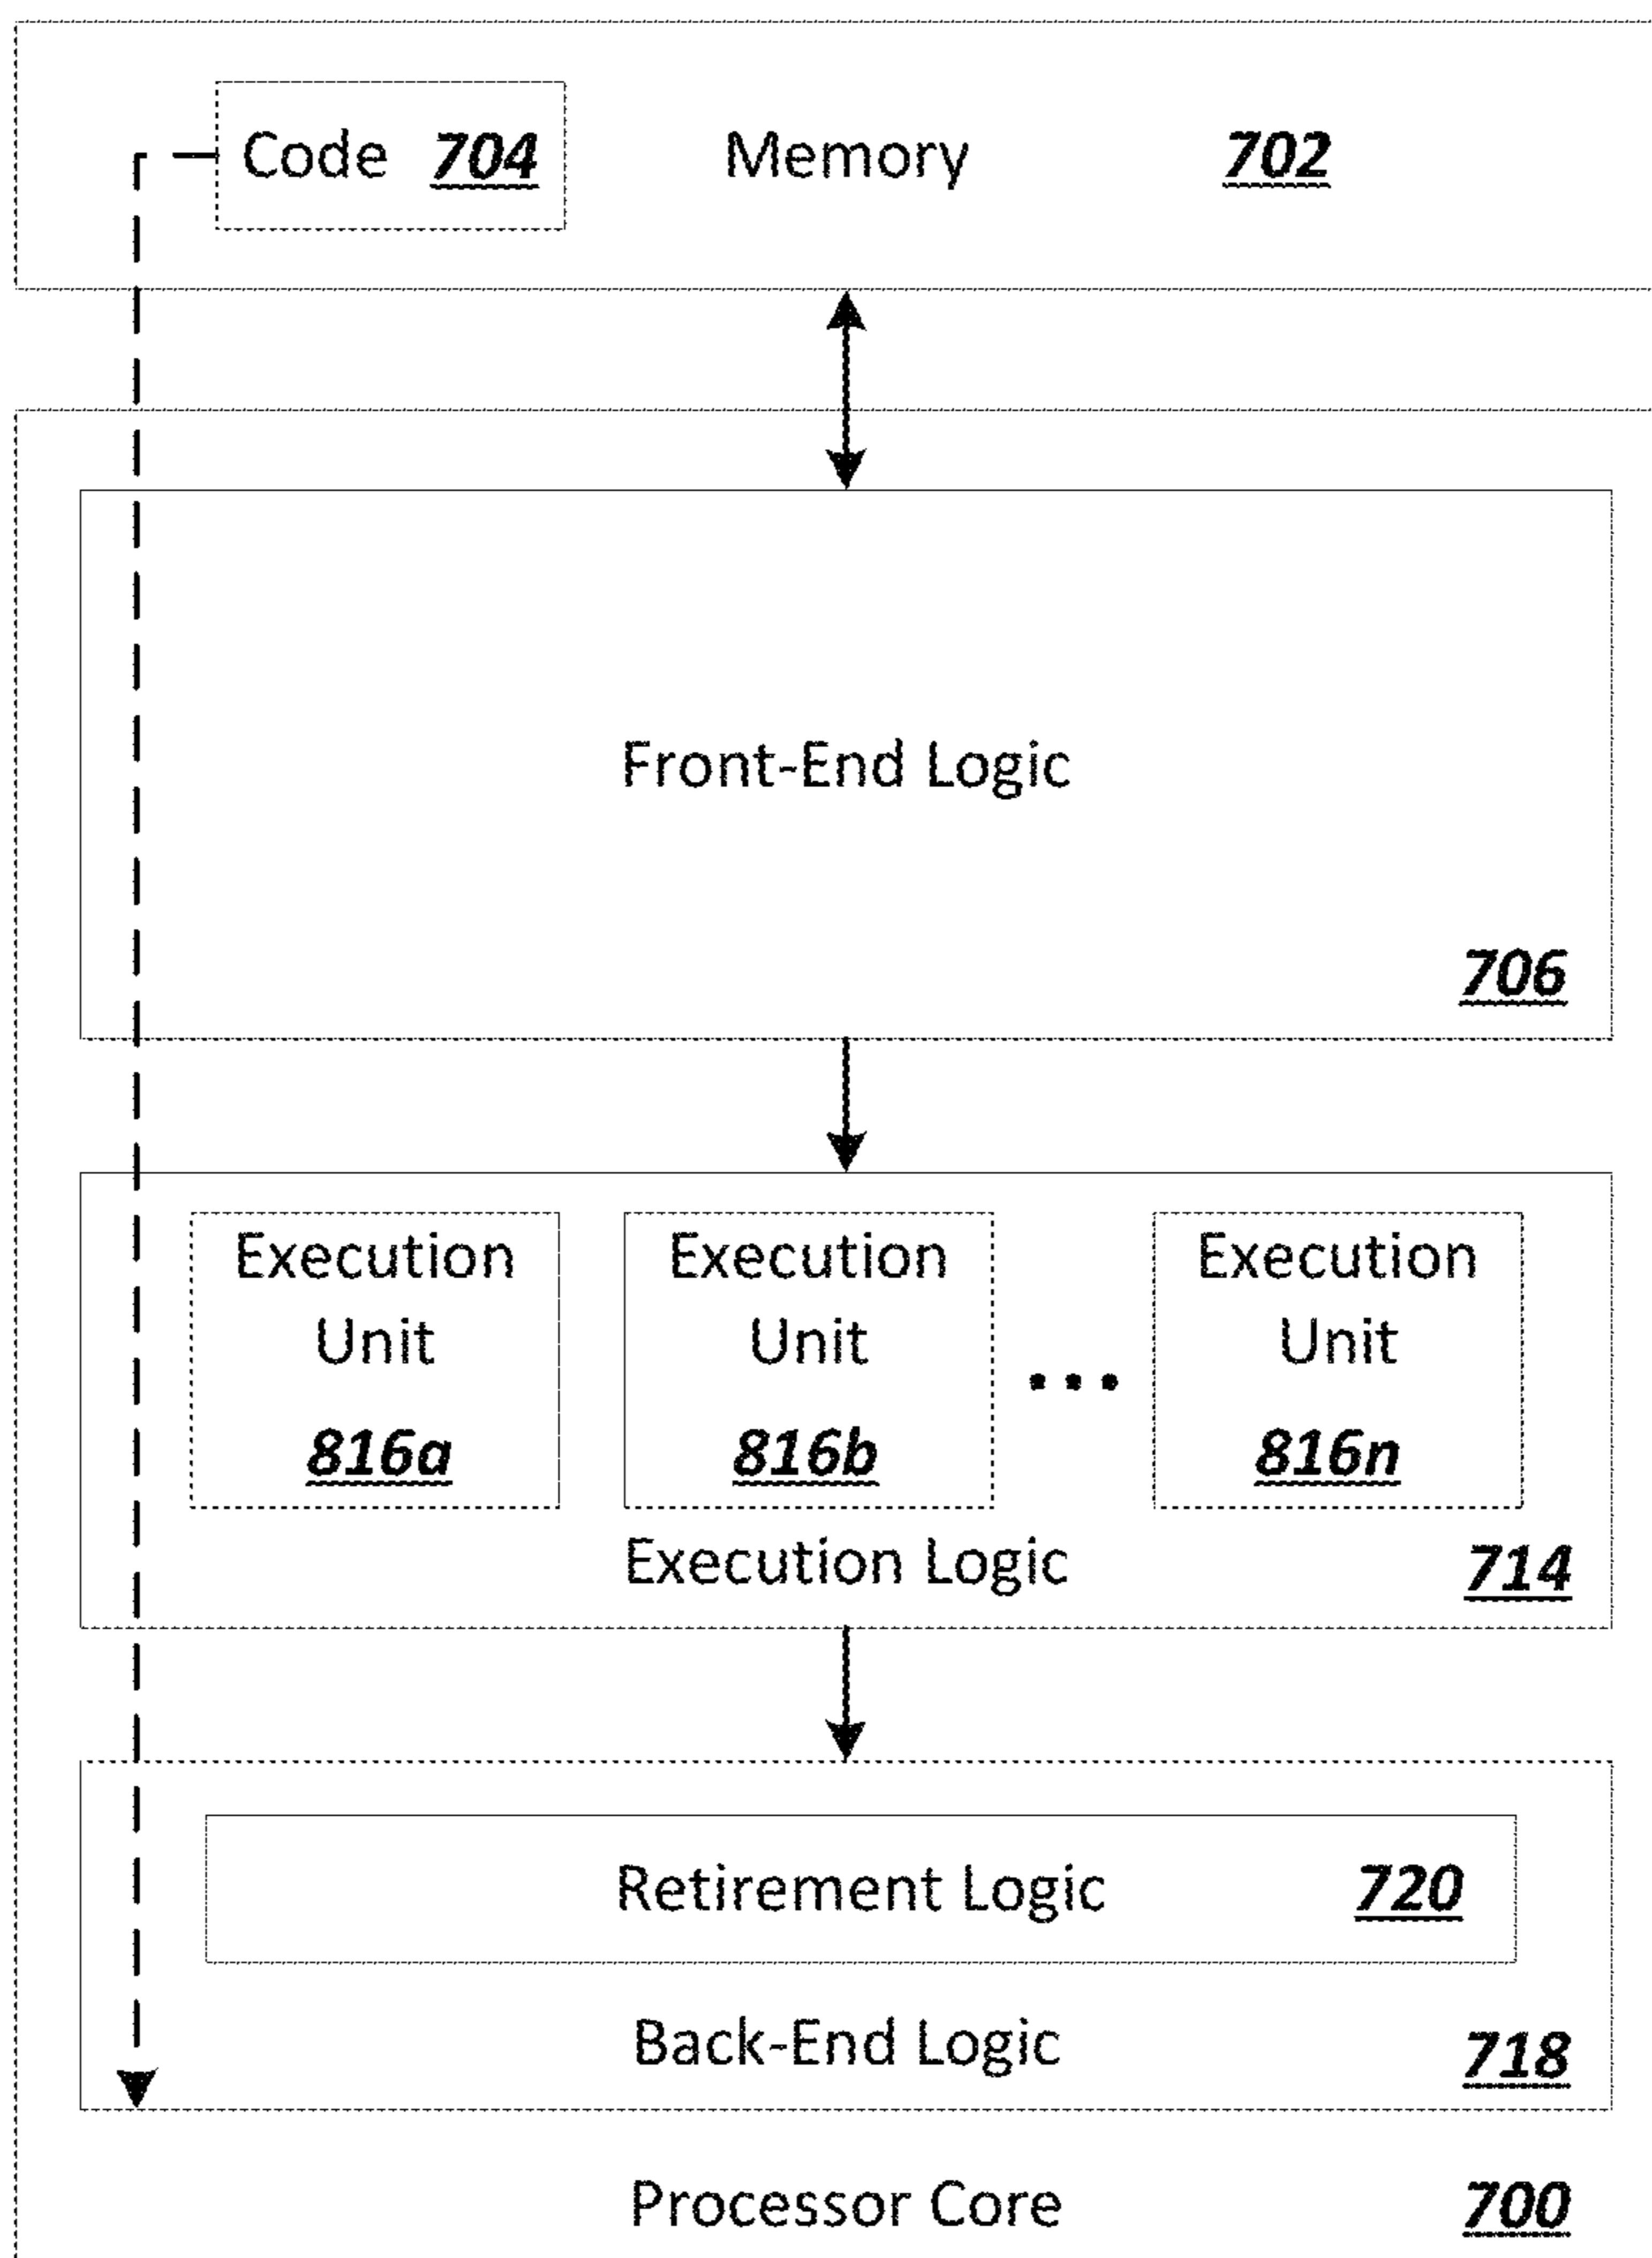 Code 704 Memory 702
Front-End Logic
706
Execution Unit 816a
Execution Unit 816b
...
Execution Unit 816n
Execution Logic 714
Retirement Logic 720
Back-End Logic 718
Processor Core 700